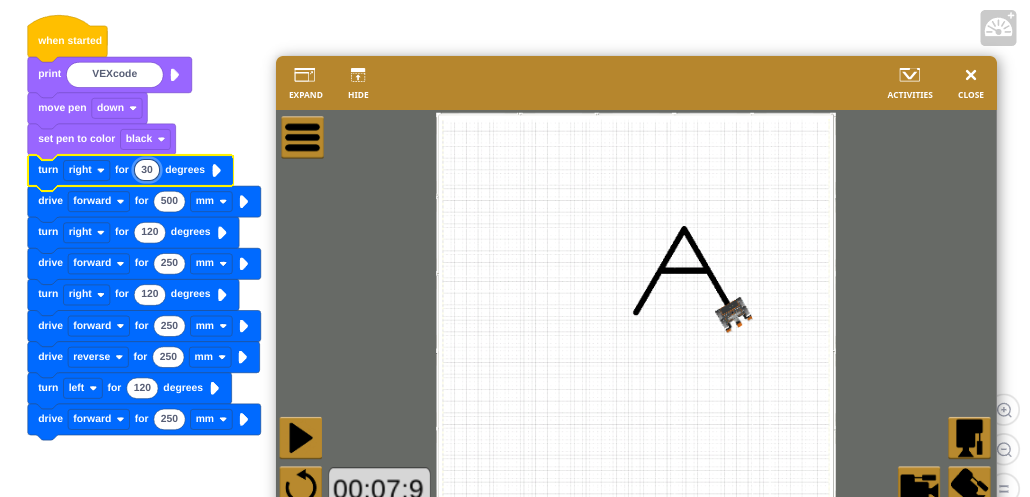 when started
print VEXcode
move pen down
set pen to color black
turn right for 30 degrees
drive forward for 500 mm
turn right for 120 degrees
drive forward for 250 mm
turn right for 120 degrees
drive forward for 250 mm
drive reverse for 250 mm
turn left for 120 degrees
drive forward for 250 mm
EXPAND HIDE ACTIVITIES CLOSE
A
00:07:9